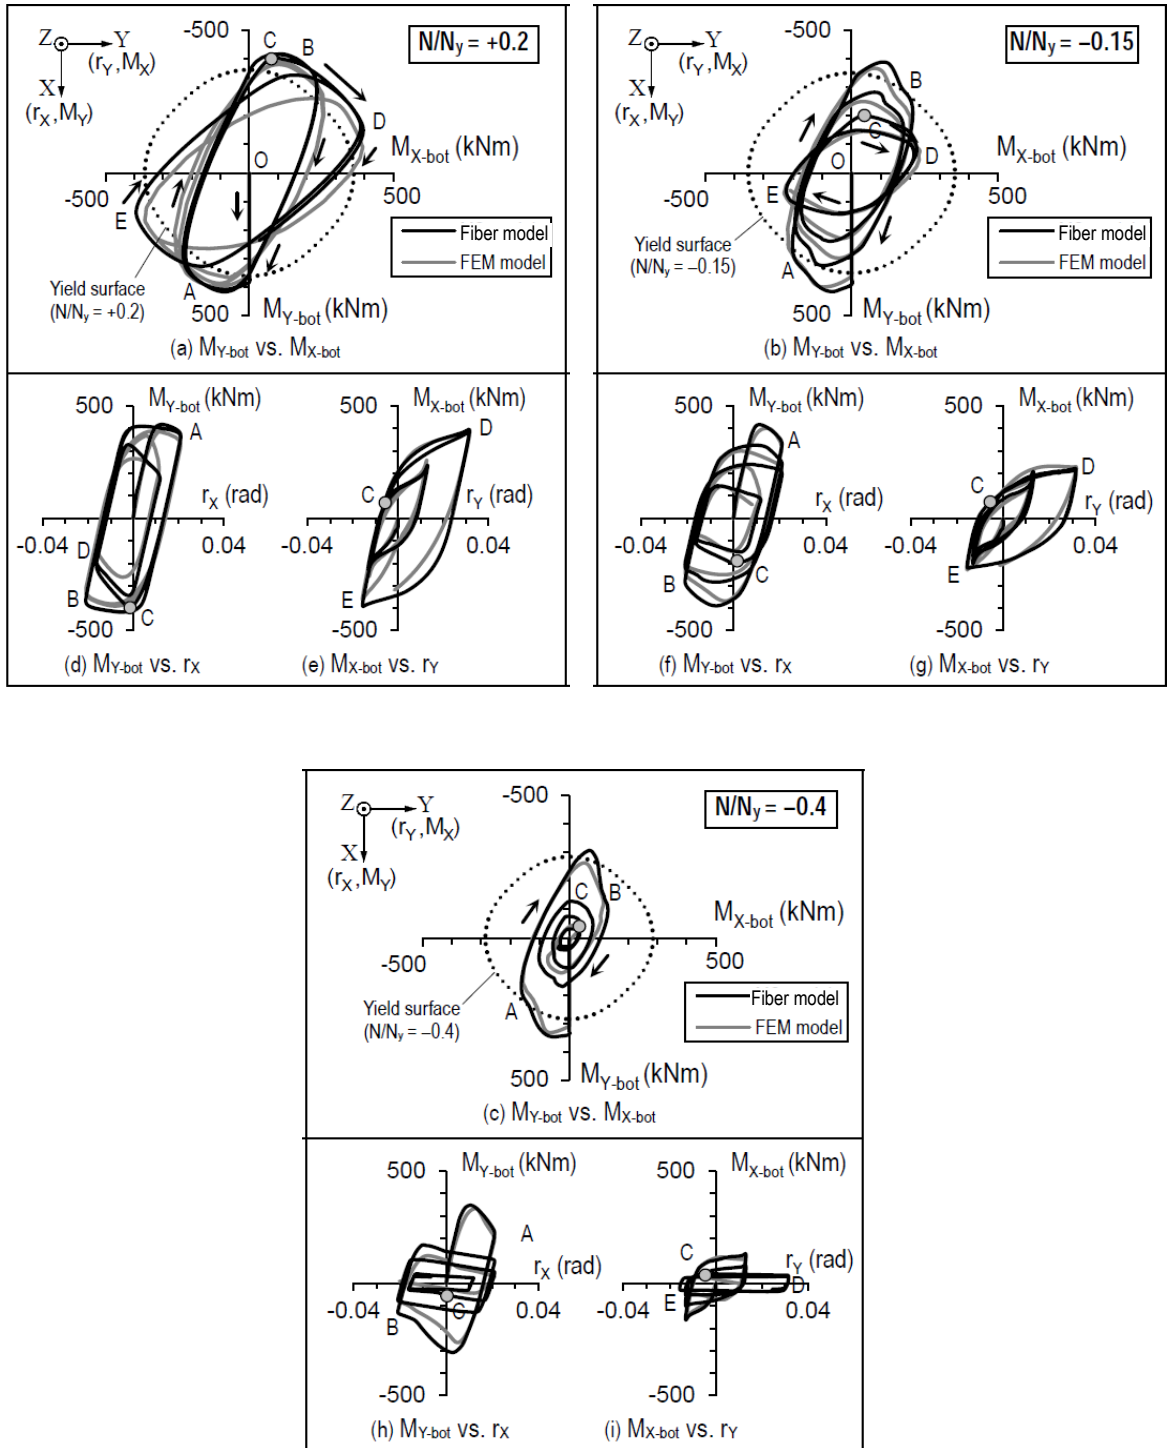 -500
N/Ny = +0.2
Z Y
(rY,MX)
X
(rX,MY)
C B
D
MX-bot (kNm)
O
-500
500
E
Fiber model
FEM model
Yield surface
(N/Ny = +0.2)
A
500
MY-bot (kNm)
(a) MY-bot vs. MX-bot
500
MY-bot (kNm)
A
rX (rad)
-0.04
0.04
D
B
C
-500
(d) MY-bot vs. rX
500
MX-bot (kNm)
D
C
rY (rad)
-0.04
0.04
E
-500
(e) MX-bot vs. rY
-500
N/Ny = −0.15
Z Y
(rY,MX)
X
(rX,MY)
B
C
MX-bot (kNm)
O
D
-500
500
E
Fiber model
FEM model
Yield surface
(N/Ny = −0.15)
A
500
MY-bot (kNm)
(b) MY-bot vs. MX-bot
500
MY-bot (kNm)
A
rX (rad)
-0.04
0.04
B
C
-500
(f) MY-bot vs. rX
500
MX-bot (kNm)
D
C
rY (rad)
-0.04
0.04
E
-500
(g) MX-bot vs. rY
-500
N/Ny = −0.4
Z Y
(rY,MX)
X
(rX,MY)
C
B
MX-bot (kNm)
-500
500
Fiber model
FEM model
A
Yield surface
(N/Ny = −0.4)
500
MY-bot (kNm)
(c) MY-bot vs. MX-bot
500
MY-bot (kNm)
A
rX (rad)
-0.04
0.04
C
B
-500
(h) MY-bot vs. rX
500
MX-bot (kNm)
C
rY (rad)
D
E
-0.04
0.04
-500
(i) MX-bot vs. rY